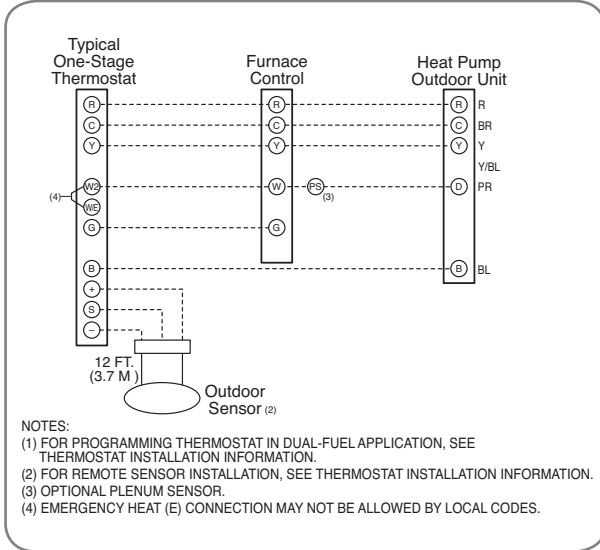 Typical
One-Stage
Thermostat
Furnace
Control
Heat Pump
Outdoor Unit
R R R R
C C C BR
Y Y Y Y
Y/BL
(4) W2 W PS (3) D PR
W/E
G G
B B BL
+
S
–
12 FT.
(3.7 M )
Outdoor
Sensor (2)
NOTES:
(1) FOR PROGRAMMING THERMOSTAT IN DUAL-FUEL APPLICATION, SEE
THERMOSTAT INSTALLATION INFORMATION.
(2) FOR REMOTE SENSOR INSTALLATION, SEE THERMOSTAT INSTALLATION INFORMATION.
(3) OPTIONAL PLENUM SENSOR.
(4) EMERGENCY HEAT (E) CONNECTION MAY NOT BE ALLOWED BY LOCAL CODES.